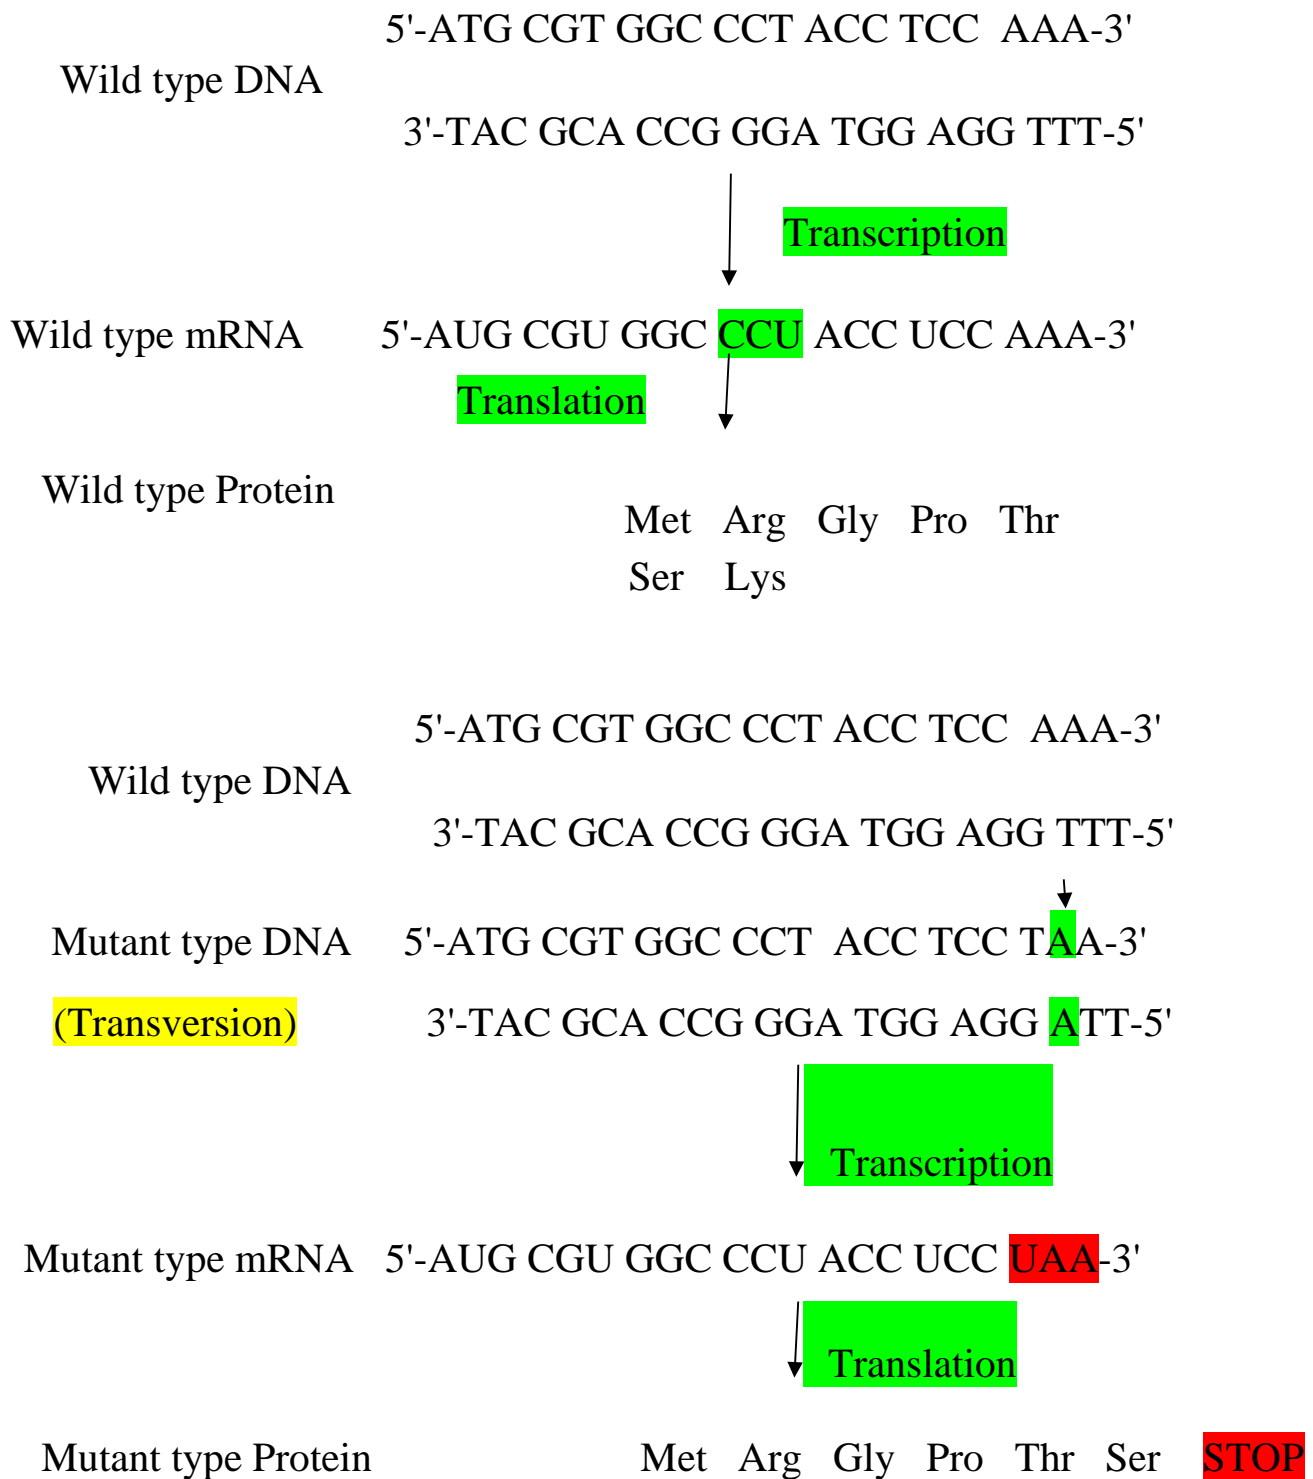 5'-ATG CGT GGC CCT ACC TCC  AAA-3'
Wild type DNA
3'-TAC GCA CCG GGA TGG AGG TTT-5'
Transcription
Wild type mRNA 5'-AUG CGU GGC CCU ACC UCC AAA-3'
Translation
Wild type Protein
Met Arg Gly Pro Thr
Ser Lys
5'-ATG CGT GGC CCT ACC TCC  AAA-3'
Wild type DNA
3'-TAC GCA CCG GGA TGG AGG TTT-5'
Mutant type DNA 5'-ATG CGT GGC CCT  ACC TCC TAA-3'
(Transversion) 3'-TAC GCA CCG GGA TGG AGG ATT-5'
Transcription
Mutant type mRNA 5'-AUG CGU GGC CCU ACC UCC UAA-3'
Translation
Mutant type Protein Met Arg Gly Pro Thr Ser STOP